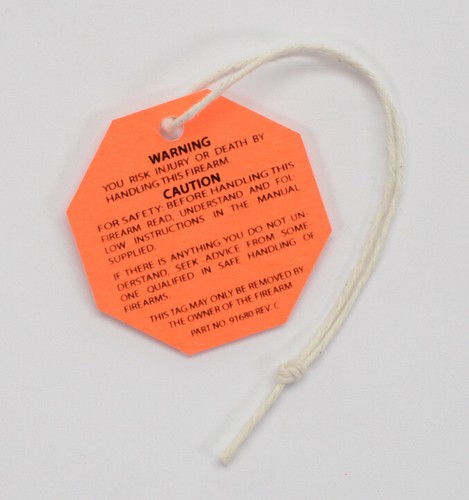 WARNING
YOU RISK INJURY OR DEATH BY
HANDLING THIS FIREARM.
CAUTION
FOR SAFETY: BEFORE HANDLING THIS
FIREARM READ, UNDERSTAND AND FOL-
LOW INSTRUCTIONS IN THE MANUAL
SUPPLIED.
IF THERE IS ANYTHING YOU DO NOT UN-
DERSTAND, SEEK ADVICE FROM SOME-
ONE QUALIFIED IN SAFE HANDLING OF
FIREARMS.
THIS TAG MAY ONLY BE REMOVED BY
THE OWNER OF THE FIREARM
PART NO. 91680 REV. C